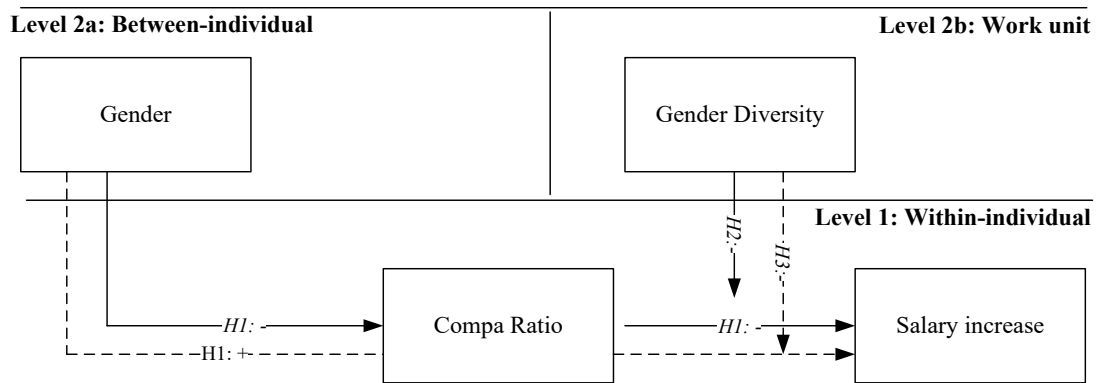 Level 2a: Between-individual
Level 2b: Work unit
Gender
Gender Diversity
Level 1: Within-individual
H2:-
H3:-
H1: -
Compa Ratio
H1: -
Salary increase
H1: +